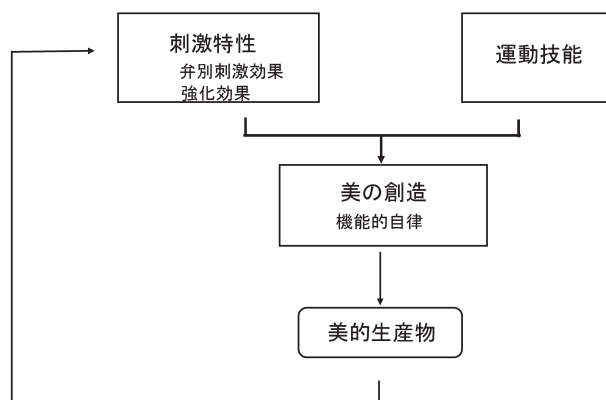 刺激特性
弁別刺激効果
強化効果
運動技能
美の創造
機能的自律
美的生産物